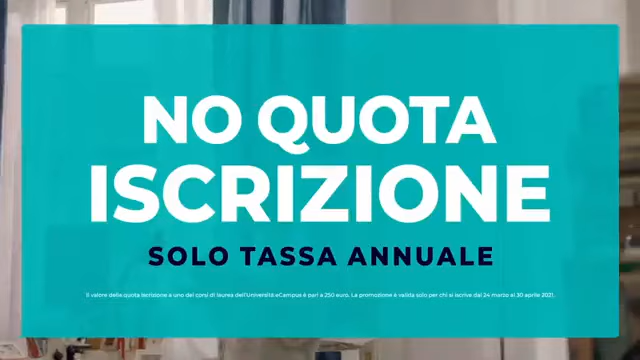 NO QUOTA
ISCRIZIONE
SOLO TASSA ANNUALE
Il valore della quota iscrizione a uno dei corsi di laurea dell'Università eCampus è pari a 250 euro. La promozione è valida solo per chi si iscrive dal 24 marzo al 30 aprile 2021.